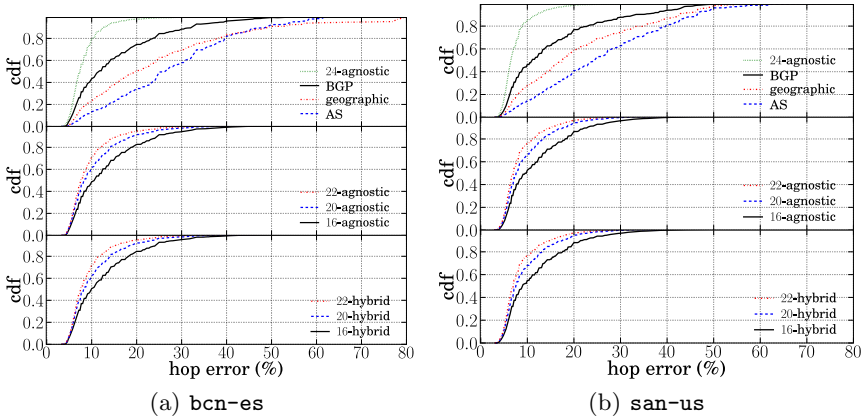 cdf
0.8
0.6
0.4
0.2
0.0
24-agnostic
BGP
geographic
AS
cdf
0.8
0.6
0.4
0.2
0.0
22-agnostic
20-agnostic
16-agnostic
cdf
0.8
0.6
0.4
0.2
0.0
22-hybrid
20-hybrid
16-hybrid
0 10 20 30 40 50 60 70 80
hop error (%)
(a) bcn-es
cdf
0.8
0.6
0.4
0.2
0.0
24-agnostic
BGP
geographic
AS
cdf
0.8
0.6
0.4
0.2
0.0
22-agnostic
20-agnostic
16-agnostic
cdf
0.8
0.6
0.4
0.2
0.0
22-hybrid
20-hybrid
16-hybrid
0 10 20 30 40 50 60 70 80
hop error (%)
(b) san-us